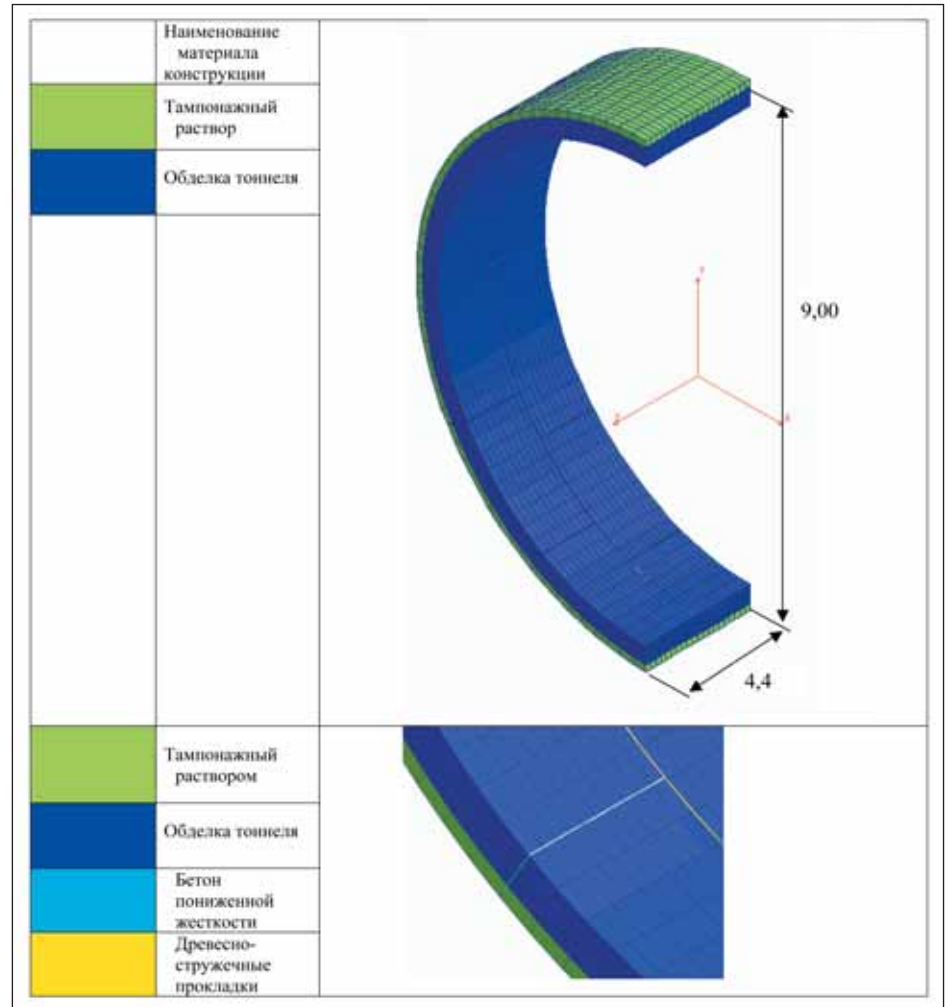 Наименование
материала
конструкции
Тампонажный
раствор
Обделка тоннеля
Y
9,00
X
4,4
Тампонажный
раствором
Обделка тоннеля
Бетон
пониженной
жесткости
Древесно-
стружечные
прокладки